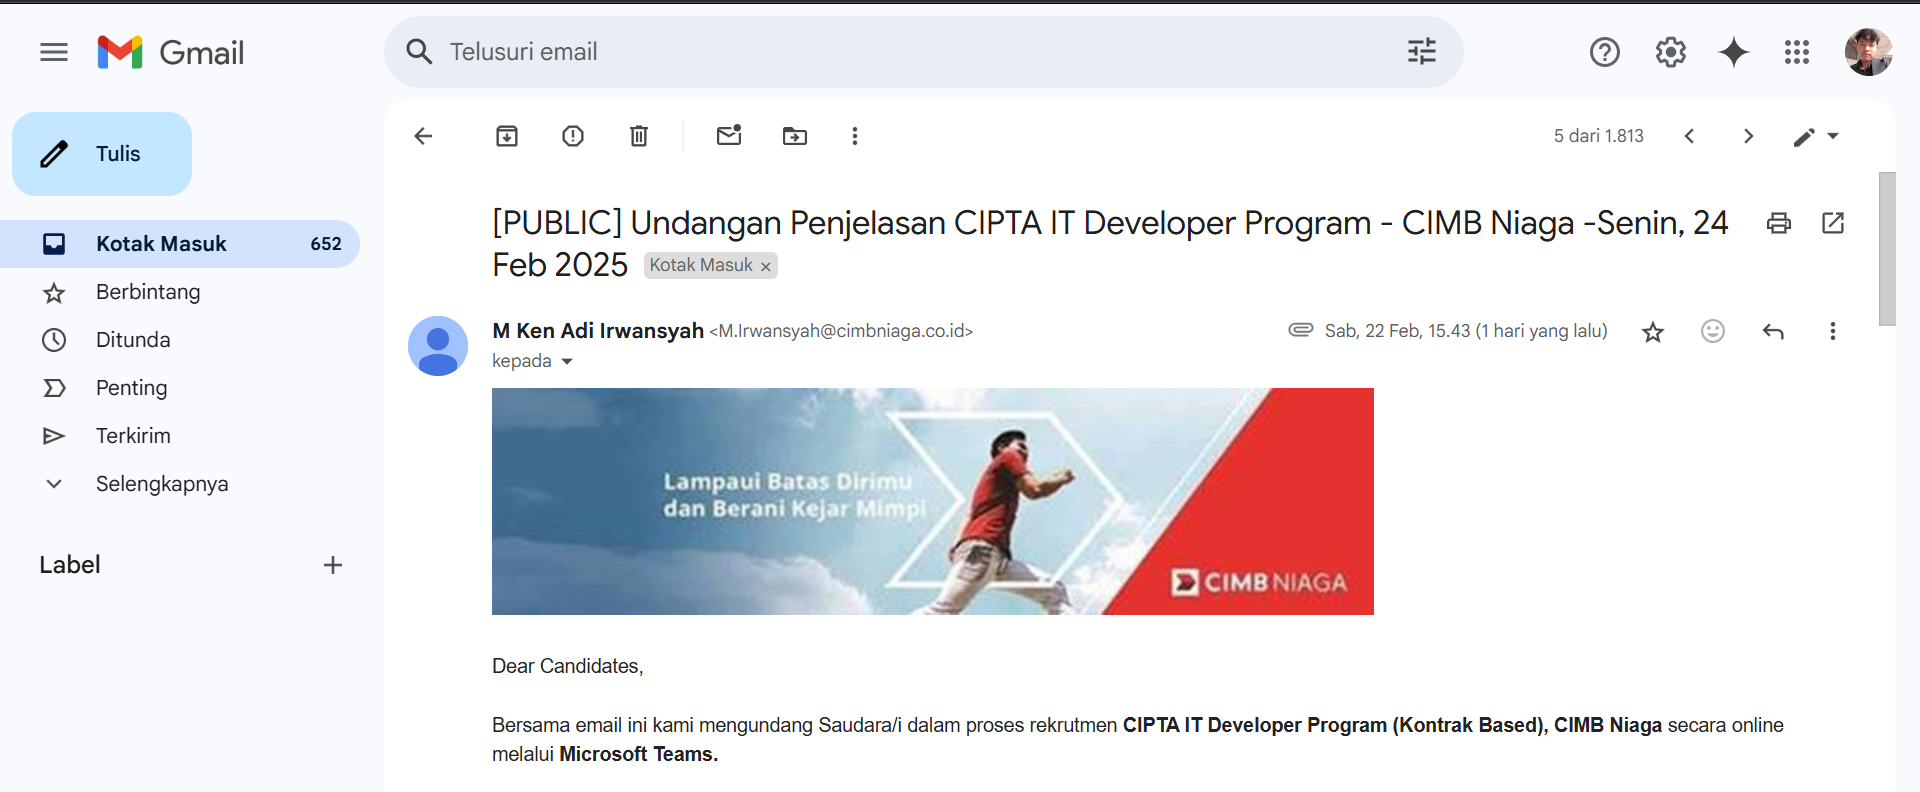 Gmail
Telusuri email
Tulis
5 dari 1.813
Kotak Masuk 652
Berbintang
Ditunda
Penting
Terkirim
Selengkapnya
Label
[PUBLIC] Undangan Penjelasan CIPTA IT Developer Program - CIMB Niaga -Senin, 24
Feb 2025 Kotak Masuk
M Ken Adi Irwansyah <M.Irwansyah@cimbniaga.co.id>
Sab, 22 Feb, 15.43 (1 hari yang lalu)
kepada
Lampaui Batas Dirimu
dan Berani Kejar Mimpi
CIMB NIAGA
Dear Candidates,
Bersama email ini kami mengundang Saudara/i dalam proses rekrutmen CIPTA IT Developer Program (Kontrak Based), CIMB Niaga secara online
melalui Microsoft Teams.